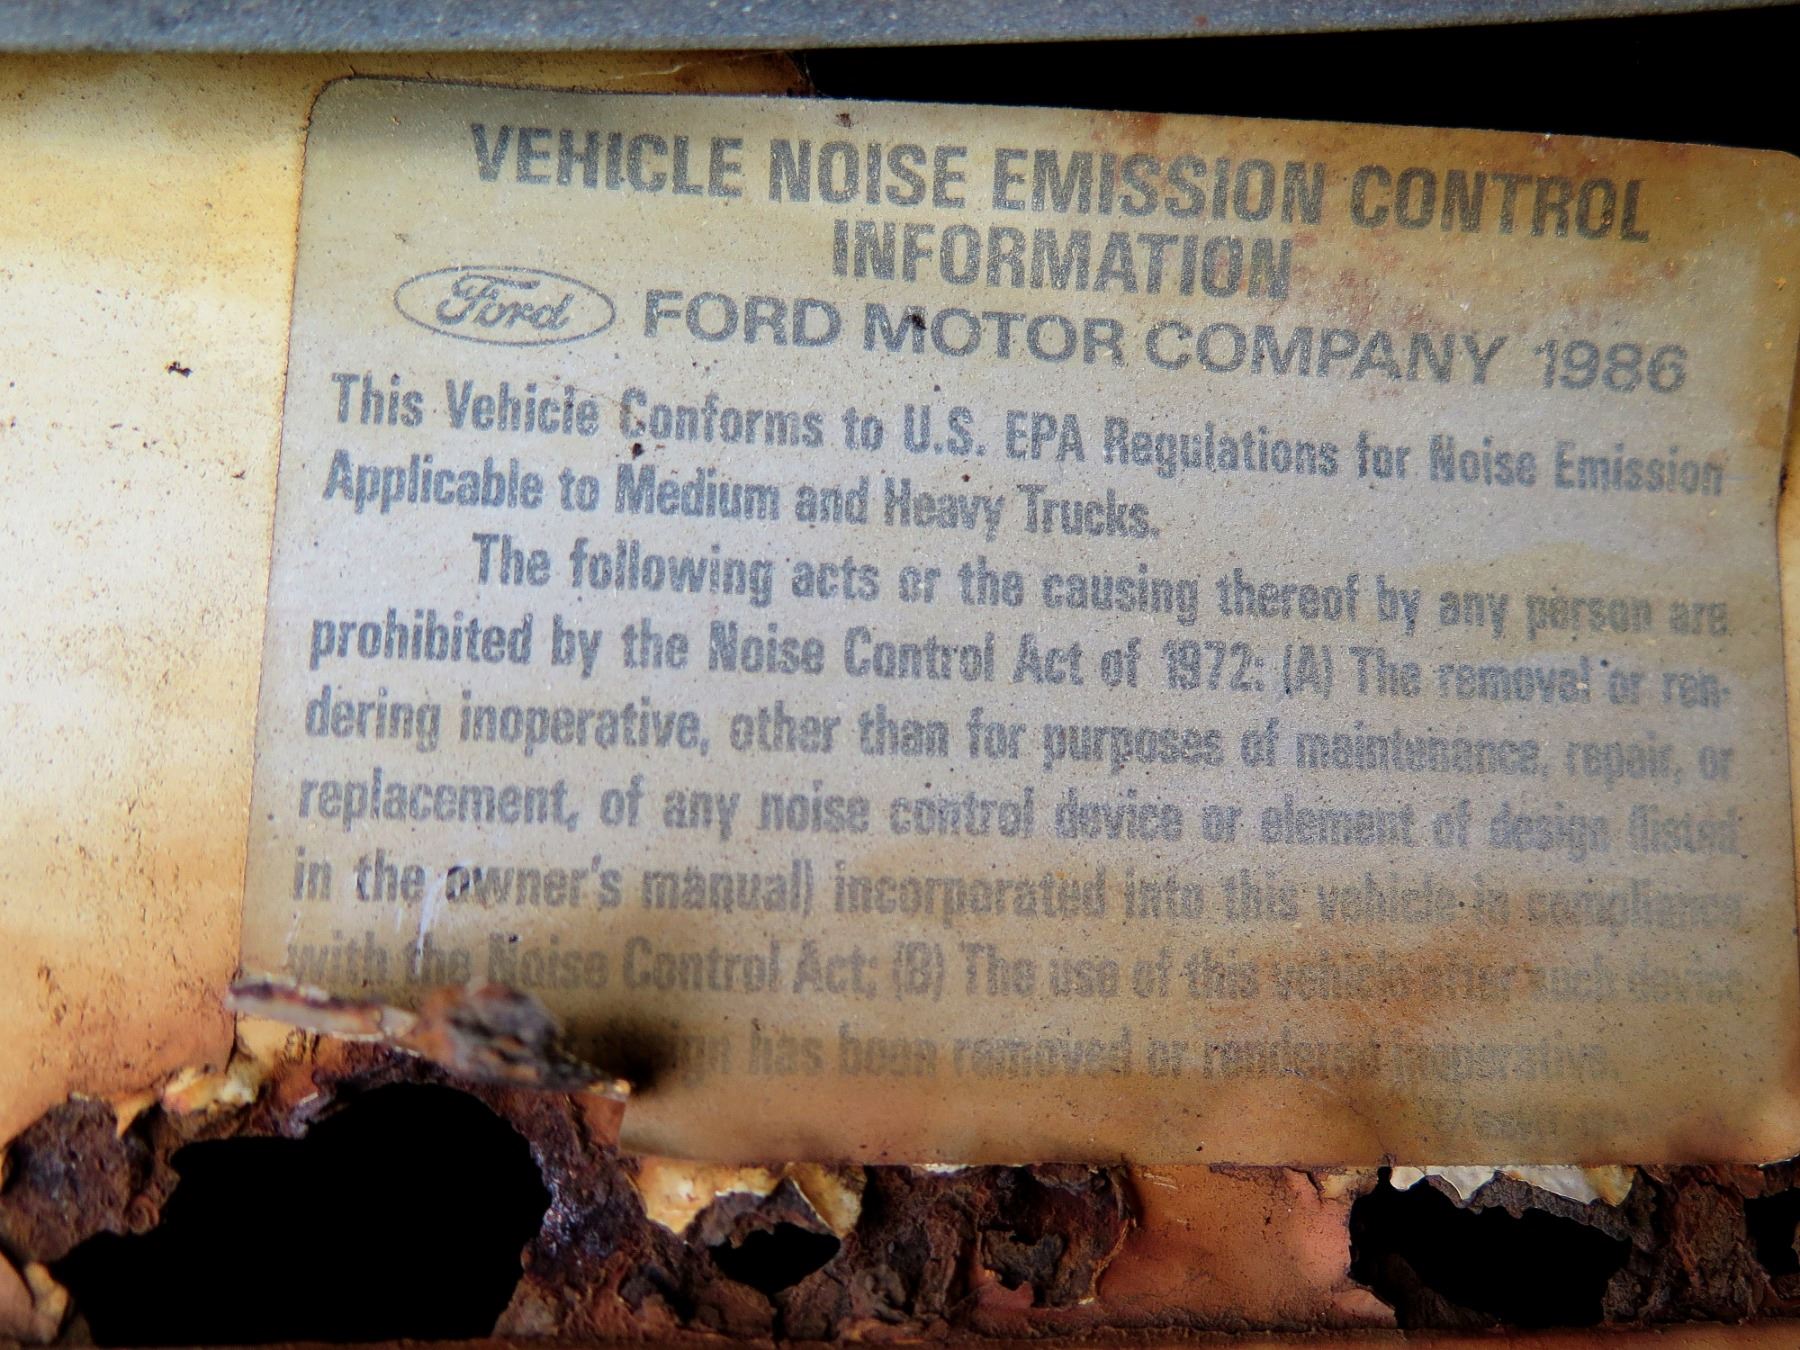 VEHICLE NOISE EMISSION CONTROL
INFORMATION
Ford FORD MOTOR COMPANY 1986
This Vehicle Conforms to U.S. EPA Regulations for Noise Emission
Applicable to Medium and Heavy Trucks.
The following acts or the causing thereof by any person are
prohibited by the Noise Control Act of 1972: (A) The removal or ren-
dering inoperative, other than for purposes of maintenance, repair, or
replacement, of any noise control device or element of design (listed
in the owner's manual) incorporated into this vehicle in compliance
with the Noise Control Act; (B) The use of this vehicle after such device
has been removed or rendered inoperative.